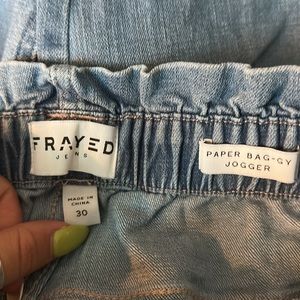 FRAYED
JEANS
MADE IN
CHINA
30
PAPER BAG-GY
JOGGER